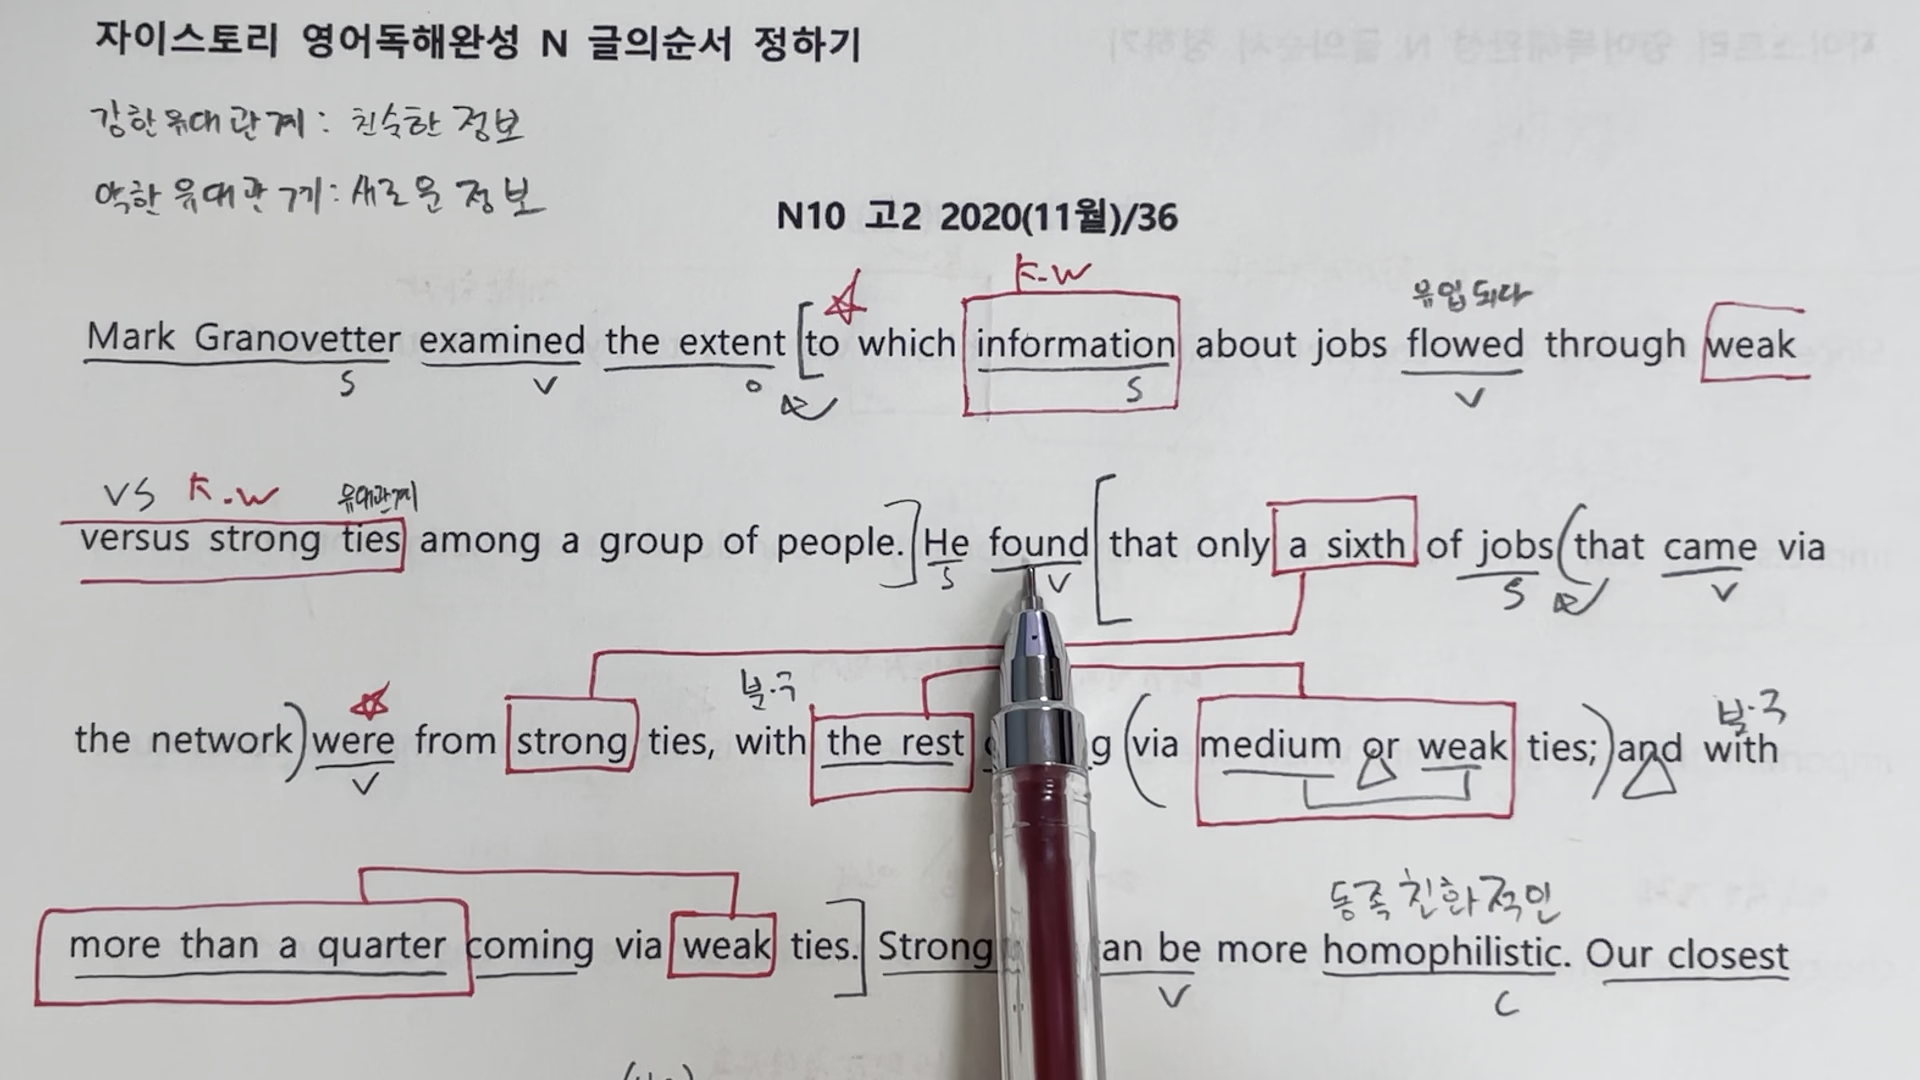 자이스토리 영어독해완성 N 글의순서 정하기
강한유대관계: 친숙한 정보
약한유대관계: 새로운 정보
N10 고2 2020(11월)/36
K-W
유입되다
Mark Granovetter examined the extent [to which information about jobs flowed through weak
S V O S V
VS K.W 유대관계
versus strong ties among a group of people.] He found [that only a sixth of jobs (that came via
S V S V
분.구 분.구
the network) were from strong ties, with the rest g (via medium or weak ties;) and with
V
동족친화적인
more than a quarter coming via weak ties.] Strong an be more homophilistic. Our closest
V C